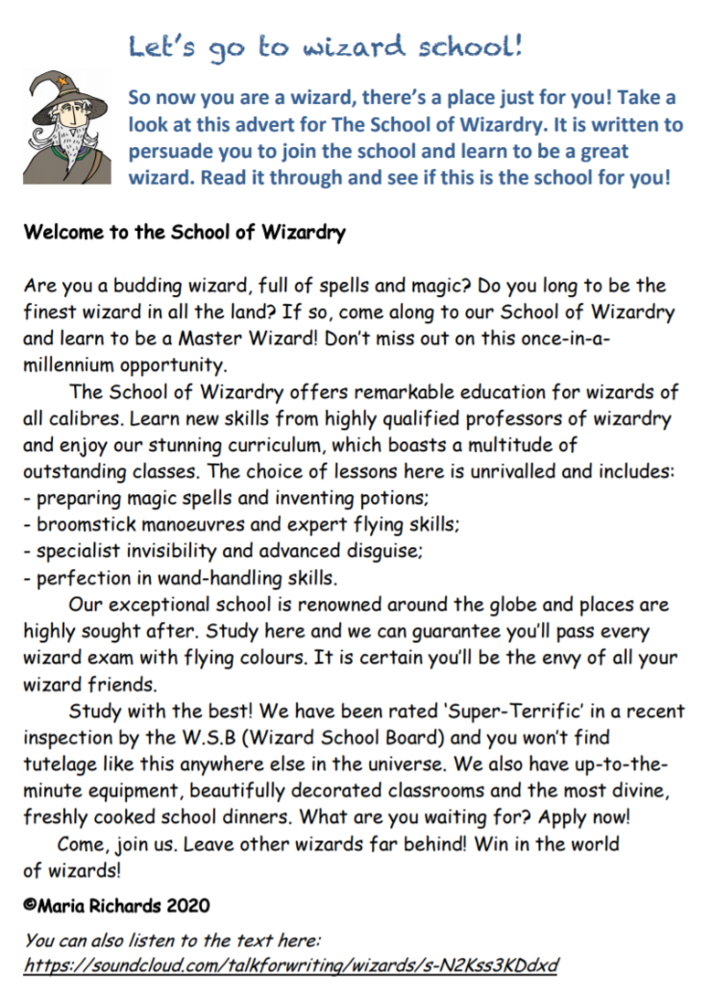 Let's go to wizard school!
So now you are a wizard, there's a place just for you! Take a
look at this advert for The School of Wizardry. It is written to
persuade you to join the school and learn to be a great
wizard. Read it through and see if this is the school for you!
Welcome to the School of Wizardry
Are you a budding wizard, full of spells and magic? Do you long to be the
finest wizard in all the land? If so, come along to our School of Wizardry
and learn to be a Master Wizard! Don't miss out on this once-in-a-
millennium opportunity.
The School of Wizardry offers remarkable education for wizards of
all calibres. Learn new skills from highly qualified professors of wizardry
and enjoy our stunning curriculum, which boasts a multitude of
outstanding classes. The choice of lessons here is unrivalled and includes:
- preparing magic spells and inventing potions;
- broomstick manoeuvres and expert flying skills;
- specialist invisibility and advanced disguise;
- perfection in wand-handling skills.
Our exceptional school is renowned around the globe and places are
highly sought after. Study here and we can guarantee you'll pass every
wizard exam with flying colours. It is certain you'll be the envy of all your
wizard friends.
Study with the best! We have been rated 'Super-Terrific' in a recent
inspection by the W.S.B (Wizard School Board) and you won't find
tutelage like this anywhere else in the universe. We also have up-to-the-
minute equipment, beautifully decorated classrooms and the most divine,
freshly cooked school dinners. What are you waiting for? Apply now!
Come, join us. Leave other wizards far behind! Win in the world
of wizards!
©Maria Richards 2020
You can also listen to the text here:
https://soundcloud.com/talkforwriting/wizards/s-N2Kss3KDdxd